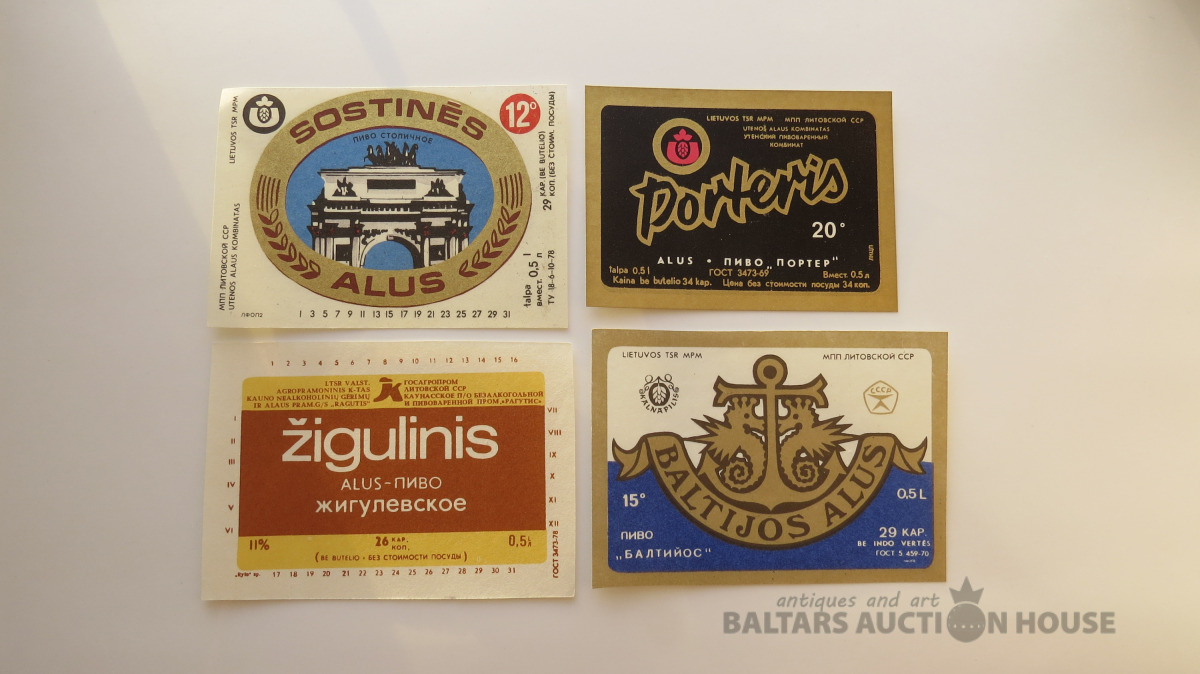 LIETUVOS TSR MPM
МПП ЛИТОВСКОЙ ССР
UTENOS ALAUS KOMBINATAS
SOSTINĖS
ПИВО СТОЛИЧНОЕ
ALUS
12°
29 КАР. (BE BUTELIO)
КОП. (БЕЗ СТОИМ. ПОСУДЫ)
talpa
вмест. 0,5 l
л
ТУ 18-6-10-78
1 3 5 7 9 11 13 15 17 19 21 23 25 27 29 31
LIETUVOS TSR MPM МПП ЛИТОВСКОЙ ССР
UTENOS ALAUS KOMBINATAS
УТЕНСКИЙ ПИВОВАРЕННЫЙ
КОМБИНАТ
Porteris
20°
ALUS • ПИВО „ПОРТЕР"
talpa 0.5 l ГОСТ 3473-69 Вмест. 0.5 л
Kaina be butelio 34 kap. Цена без стоимости посуды 34 коп.
1 2 3 4 5 6 7 8 9 10 11 12 13 14 15 16
LTSR VALST.
AGROPRAMONINIS K-TAS
KAUNO NEALKOHOLINIŲ GĖRIMŲ
IR ALAUS PRAM.G/S „RAGUTIS"
ГОСАГРОПРОМ
ЛИТОВСКОЙ ССР
КАУНАССКОЕ П/О БЕЗАЛКОГОЛЬНОЙ
И ПИВОВАРЕННОЙ ПРОМ. „РАГУТИС"
I
II
III
IV
V
VI
VII
VIII
IX
X
XI
XII
žigulinis
ALUS-ПИВО
жигулевское
11%
26 КАР.
КОП.
0,5 L
л
(BE BUTELIO - БЕЗ СТОИМОСТИ ПОСУДЫ)
ГОСТ 3473-78
17 18 19 20 21 22 23 24 25 26 27 28 29 30 31
LIETUVOS TSR MPM МПП ЛИТОВСКОЙ ССР
KALNAPILIS
СССР
BALTIJOS ALUS
15°
0,5 L
ПИВО
„БАЛТИЙОС"
29 КАР.
BE INDO VERTĖS
ГОСТ 5 459-70
antiques and art
BALTARS AUCTION HOUSE